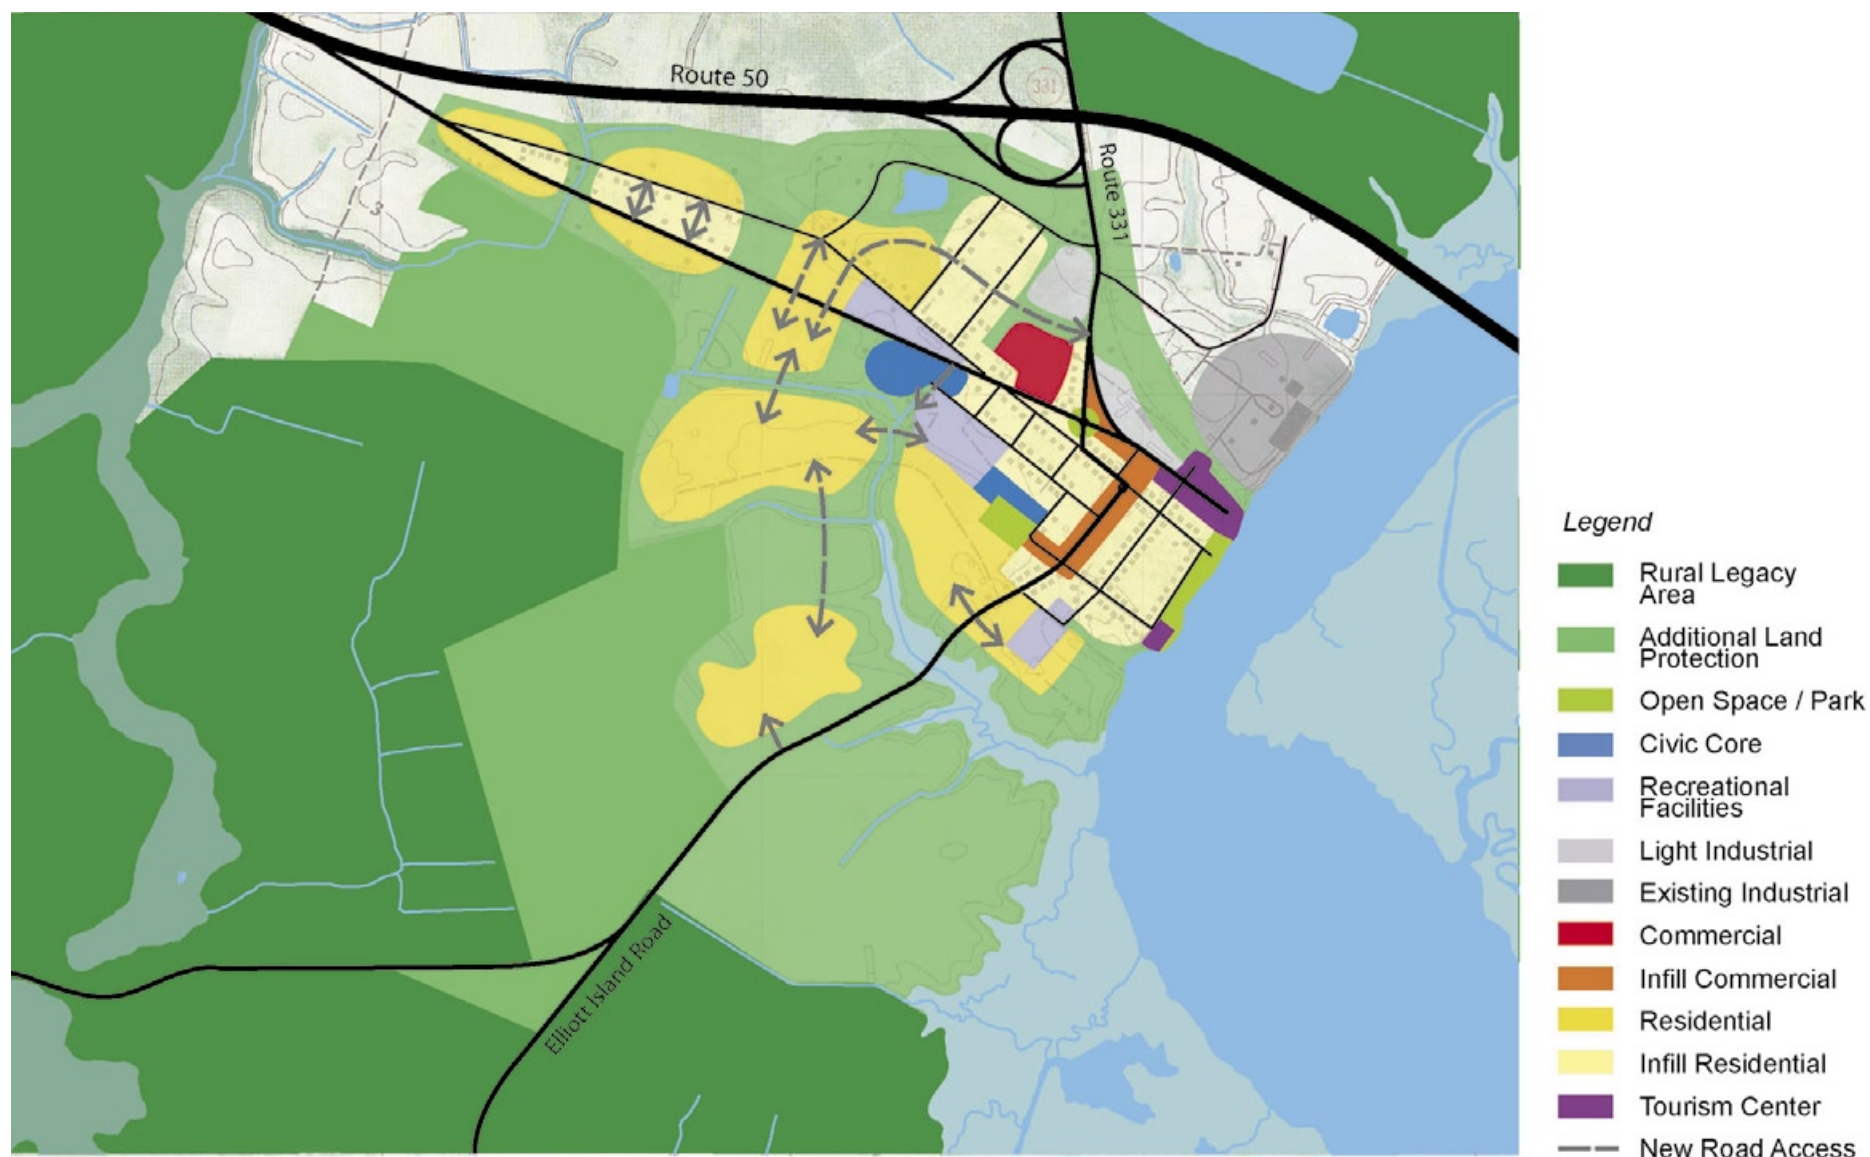 Route 50
331
Route 331
3
Elliott Island Road
Legend
Rural Legacy
Area
Additional Land
Protection
Open Space / Park
Civic Core
Recreational
Facilities
Light Industrial
Existing Industrial
Commercial
Infill Commercial
Residential
Infill Residential
Tourism Center
New Road Access